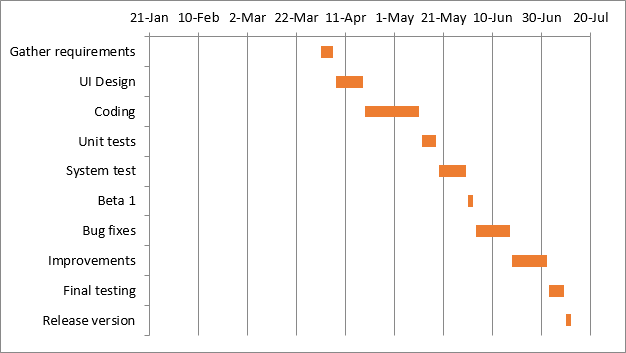 21-Jan 10-Feb 2-Mar 22-Mar 11-Apr 1-May 21-May 10-Jun 30-Jun 20-Jul
Gather requirements
UI Design
Coding
Unit tests
System test
Beta 1
Bug fixes
Improvements
Final testing
Release version